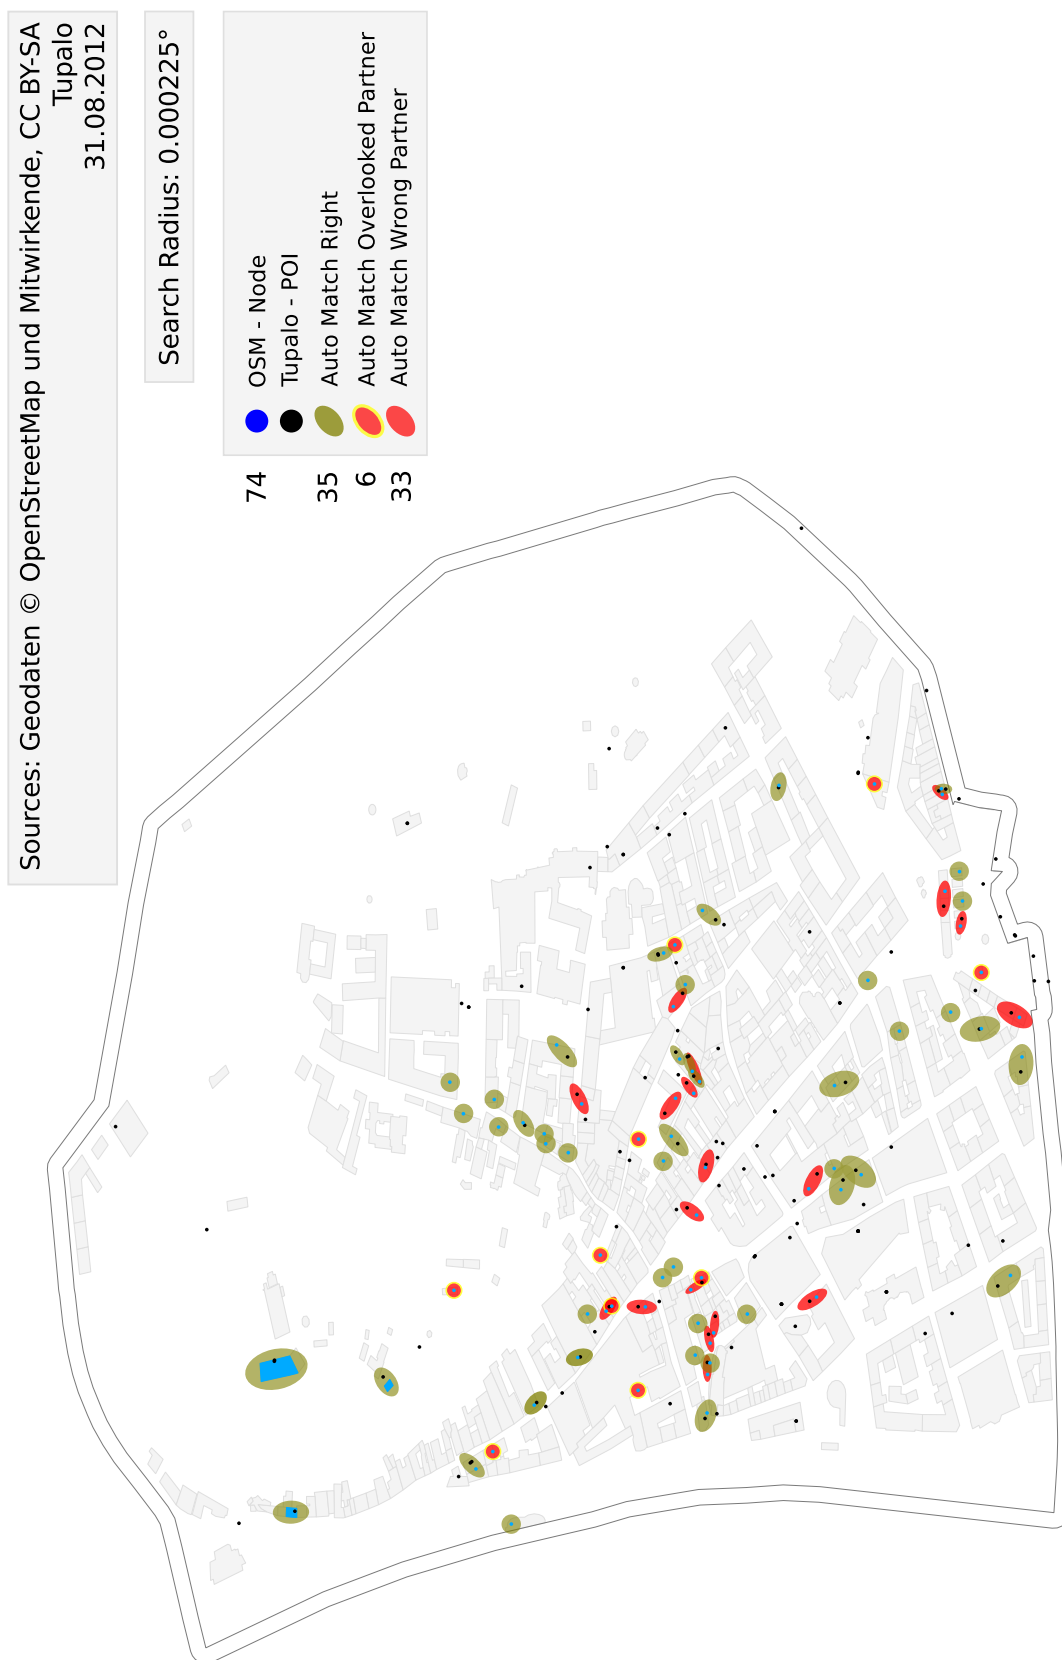 Sources: Geodaten © OpenStreetMap und Mitwirkende, CC BY-SA
Tupalo
31.08.2012
Search Radius: 0.000225°
74 OSM - Node
Tupalo - POI
35 Auto Match Right
6 Auto Match Overlooked Partner
33 Auto Match Wrong Partner